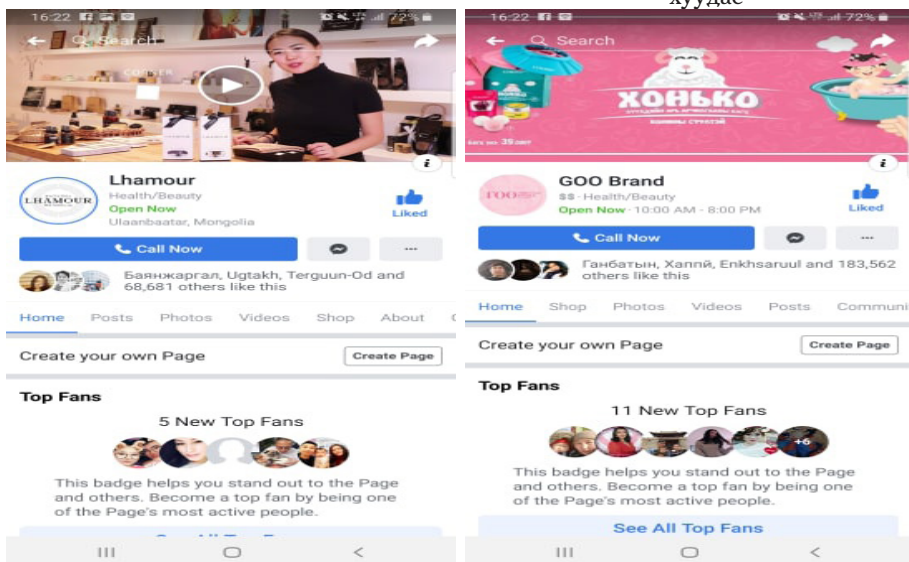 хуудас
16:22
72%
Search
CORNER
LHAMOUR
Lhamour
Health/Beauty
Open Now
Ulaanbaatar, Mongolia
Liked
Call Now
Баянжаргал, Ugtakh, Terguun-Od and
68,681 others like this
Home Posts Photos Videos Shop About
Create your own Page
Create Page
Top Fans
5 New Top Fans
This badge helps you stand out to the Page
and others. Become a top fan by being one
of the Page's most active people.
16:22
72%
Search
ХОНЬКО
GOO Brand
$$·Health/Beauty
Open Now · 10:00 AM - 8:00 PM
Liked
Call Now
Ганбатын, Хаппй, Enkhsaruul and 183,562
others like this
Home Shop Photos Videos Posts Communi
Create your own Page
Create Page
Top Fans
11 New Top Fans
+6
This badge helps you stand out to the Page
and others. Become a top fan by being one
of the Page's most active people.
See All Top Fans